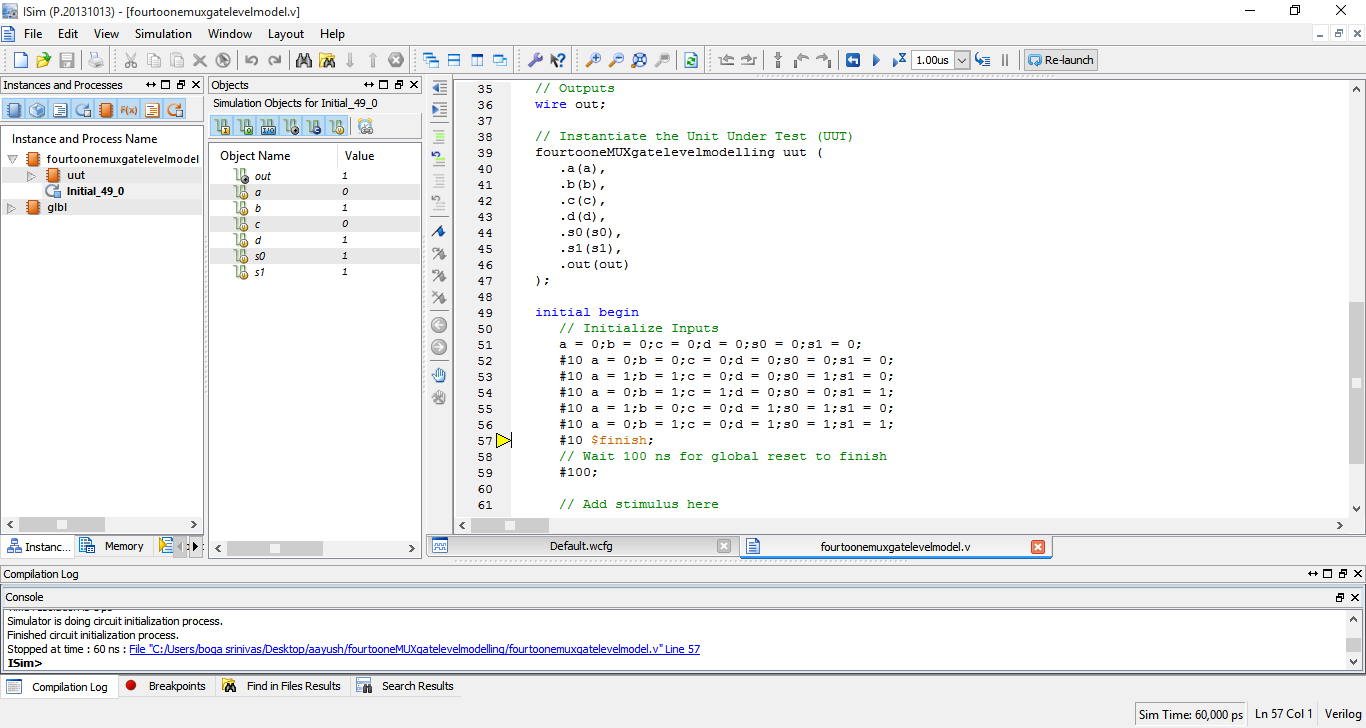 ISim (P.20131013) - [fourtoonemuxgatelevelmodel.v]
File Edit View Simulation Window Layout Help
1.00us Re-launch
Instances and Processes
Instance and Process Name
fourtoonemuxgatelevelmodel
uut
Initial_49_0
glbl
Instanc... Memory
Objects
Simulation Objects for Initial_49_0
Object Name Value
out 1
a 0
b 1
c 0
d 1
s0 1
s1 1
35 // Outputs
36 wire out;
37
38 // Instantiate the Unit Under Test (UUT)
39 fourtooneMUXgatelevelmodelling uut (
40 .a(a),
41 .b(b),
42 .c(c),
43 .d(d),
44 .s0(s0),
45 .s1(s1),
46 .out(out)
47 );
48
49 initial begin
50 // Initialize Inputs
51 a = 0;b = 0;c = 0;d = 0;s0 = 0;s1 = 0;
52 #10 a = 0;b = 0;c = 0;d = 0;s0 = 0;s1 = 0;
53 #10 a = 1;b = 1;c = 0;d = 0;s0 = 1;s1 = 0;
54 #10 a = 0;b = 1;c = 1;d = 0;s0 = 0;s1 = 1;
55 #10 a = 1;b = 0;c = 0;d = 1;s0 = 1;s1 = 0;
56 #10 a = 0;b = 1;c = 0;d = 1;s0 = 1;s1 = 1;
57 #10 $finish;
58 // Wait 100 ns for global reset to finish
59 #100;
60
61 // Add stimulus here
Default.wcfg fourtoonemuxgatelevelmodel.v
Compilation Log
Console
Simulator is doing circuit initialization process.
Finished circuit initialization process.
Stopped at time : 60 ns : File "C:/Users/boga srinivas/Desktop/aayush/fourtooneMUXgatelevelmodelling/fourtoonemuxgatelevelmodel.v" Line 57
ISim>
Compilation Log Breakpoints Find in Files Results Search Results
Sim Time: 60,000 ps Ln 57 Col 1 Verilog